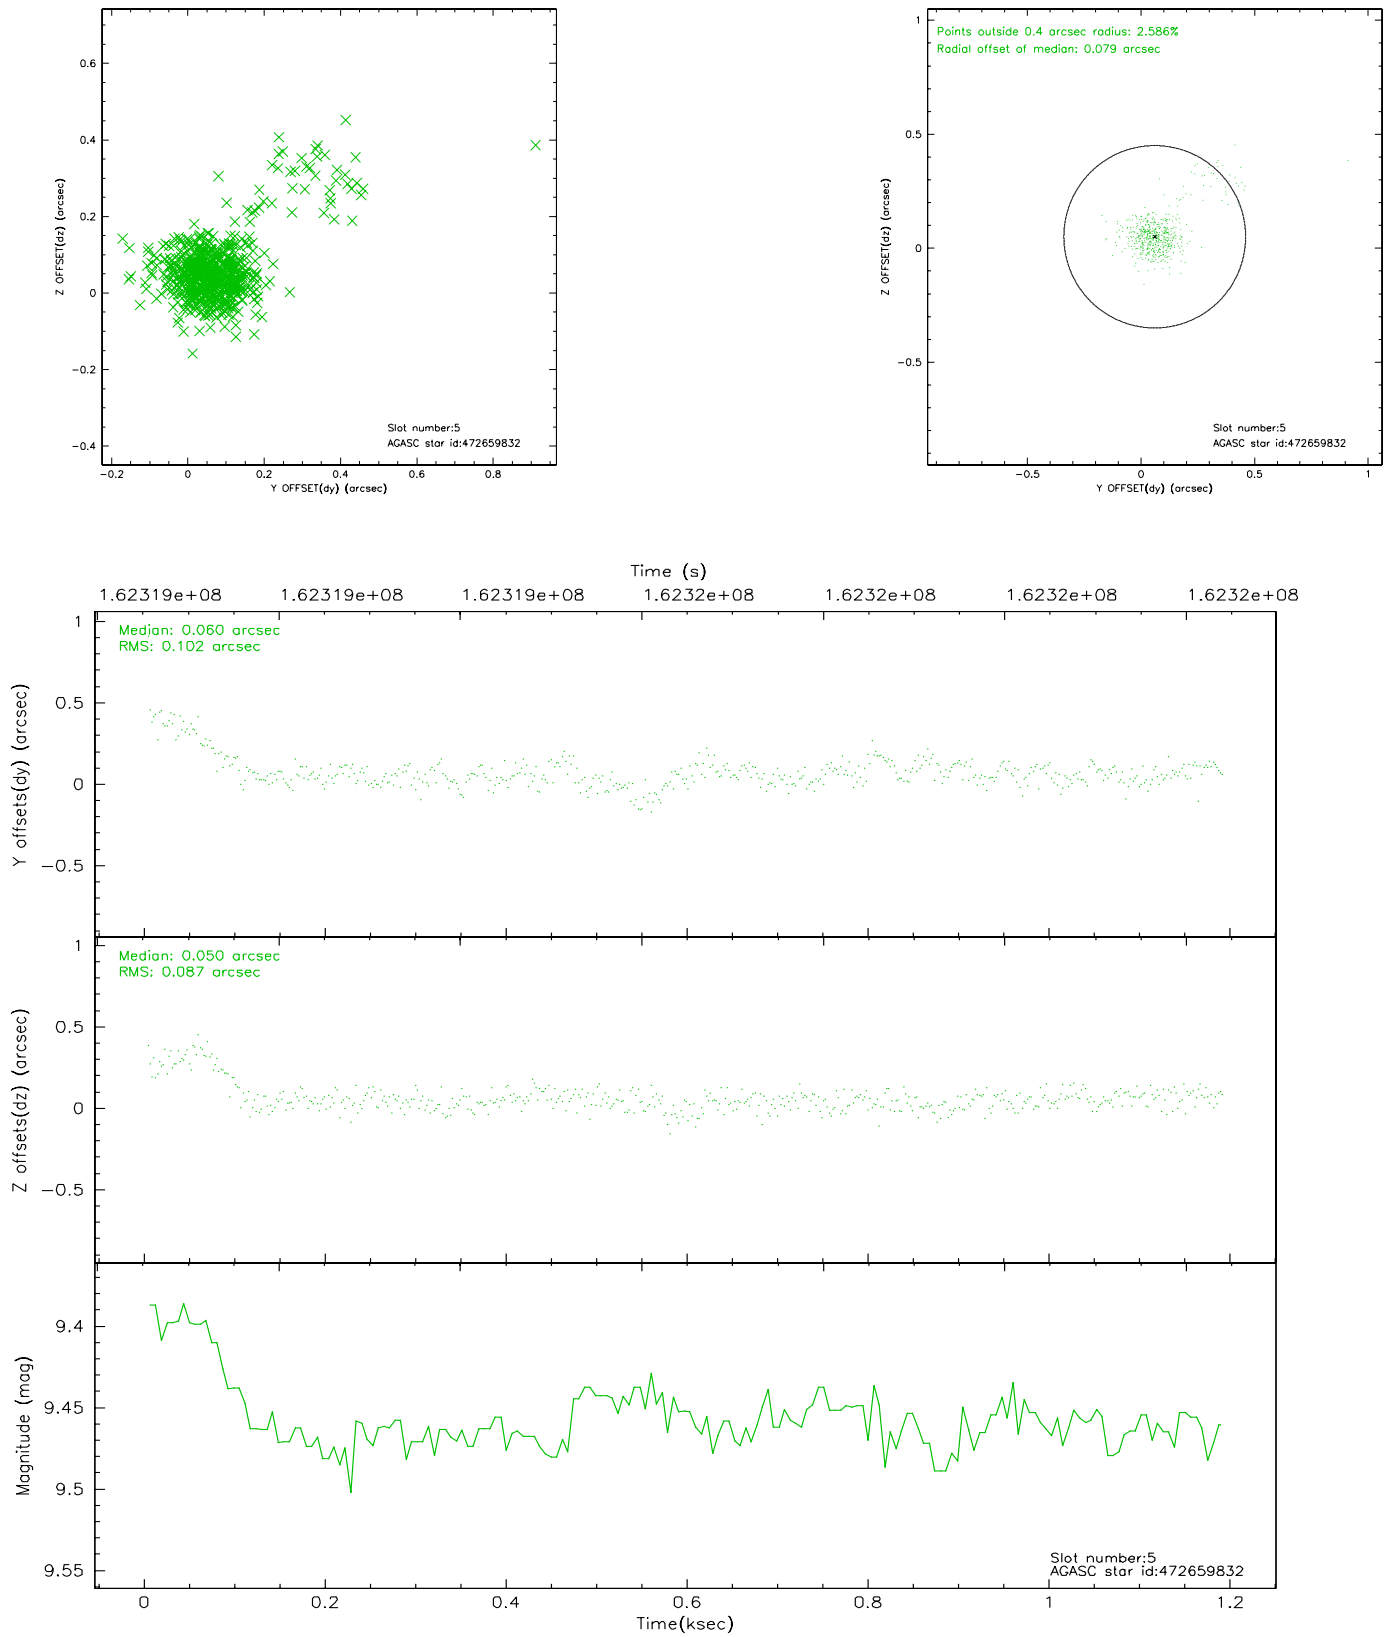 0.6
0.4
0.2
0
−0.2
−0.4
Z OFFSET(dz) (arcsec)
Slot number:5
AGASC star id:472659832
−0.2 0 0.2 0.4 0.6 0.8
Y OFFSET(dy) (arcsec)
Points outside 0.4 arcsec radius: 2.586%
Radial offset of median: 0.079 arcsec
1
0.5
0
−0.5
Z OFFSET(dz) (arcsec)
Slot number:5
AGASC star id:472659832
−0.5 0 0.5 1
Y OFFSET(dy) (arcsec)
Time (s)
1.62319e+08 1.62319e+08 1.62319e+08 1.6232e+08 1.6232e+08 1.6232e+08 1.6232e+08
Median: 0.060 arcsec
RMS: 0.102 arcsec
1
0.5
0
−0.5
Y offsets(dy) (arcsec)
Median: 0.050 arcsec
RMS: 0.087 arcsec
1
0.5
0
−0.5
Z offsets(dz) (arcsec)
9.4
9.45
9.5
9.55
Magnitude (mag)
Slot number:5
AGASC star id:472659832
0 0.2 0.4 0.6 0.8 1 1.2
Time(ksec)